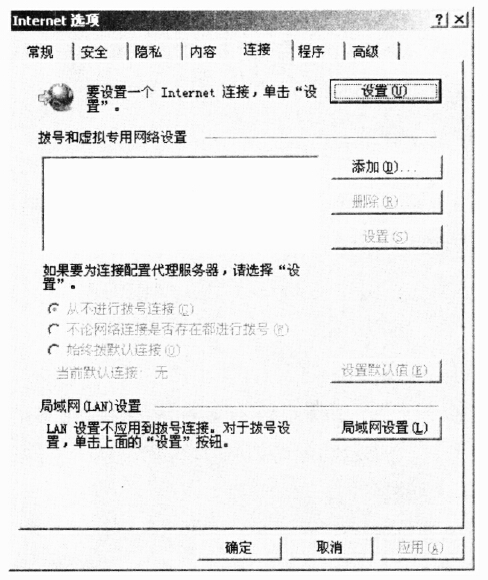 Internet 选项
常规 安全 隐私 内容 连接 程序 高级
要设置一个 Internet 连接，单击“设
置”。
设置(U)
拨号和虚拟专用网络设置
添加(D)...
删除(R)...
设置(S)
如果要为连接配置代理服务器，请选择“设
置”。
从不进行拨号连接(C)
不论网络连接是否存在都进行拨号(P)
始终拨默认连接(O)
当前默认连接: 无
设置默认值(E)
局域网(LAN)设置
LAN 设置不应用到拨号连接。对于拨号设
置，单击上面的“设置”按钮。
局域网设置(L)
确定 取消 应用(A)